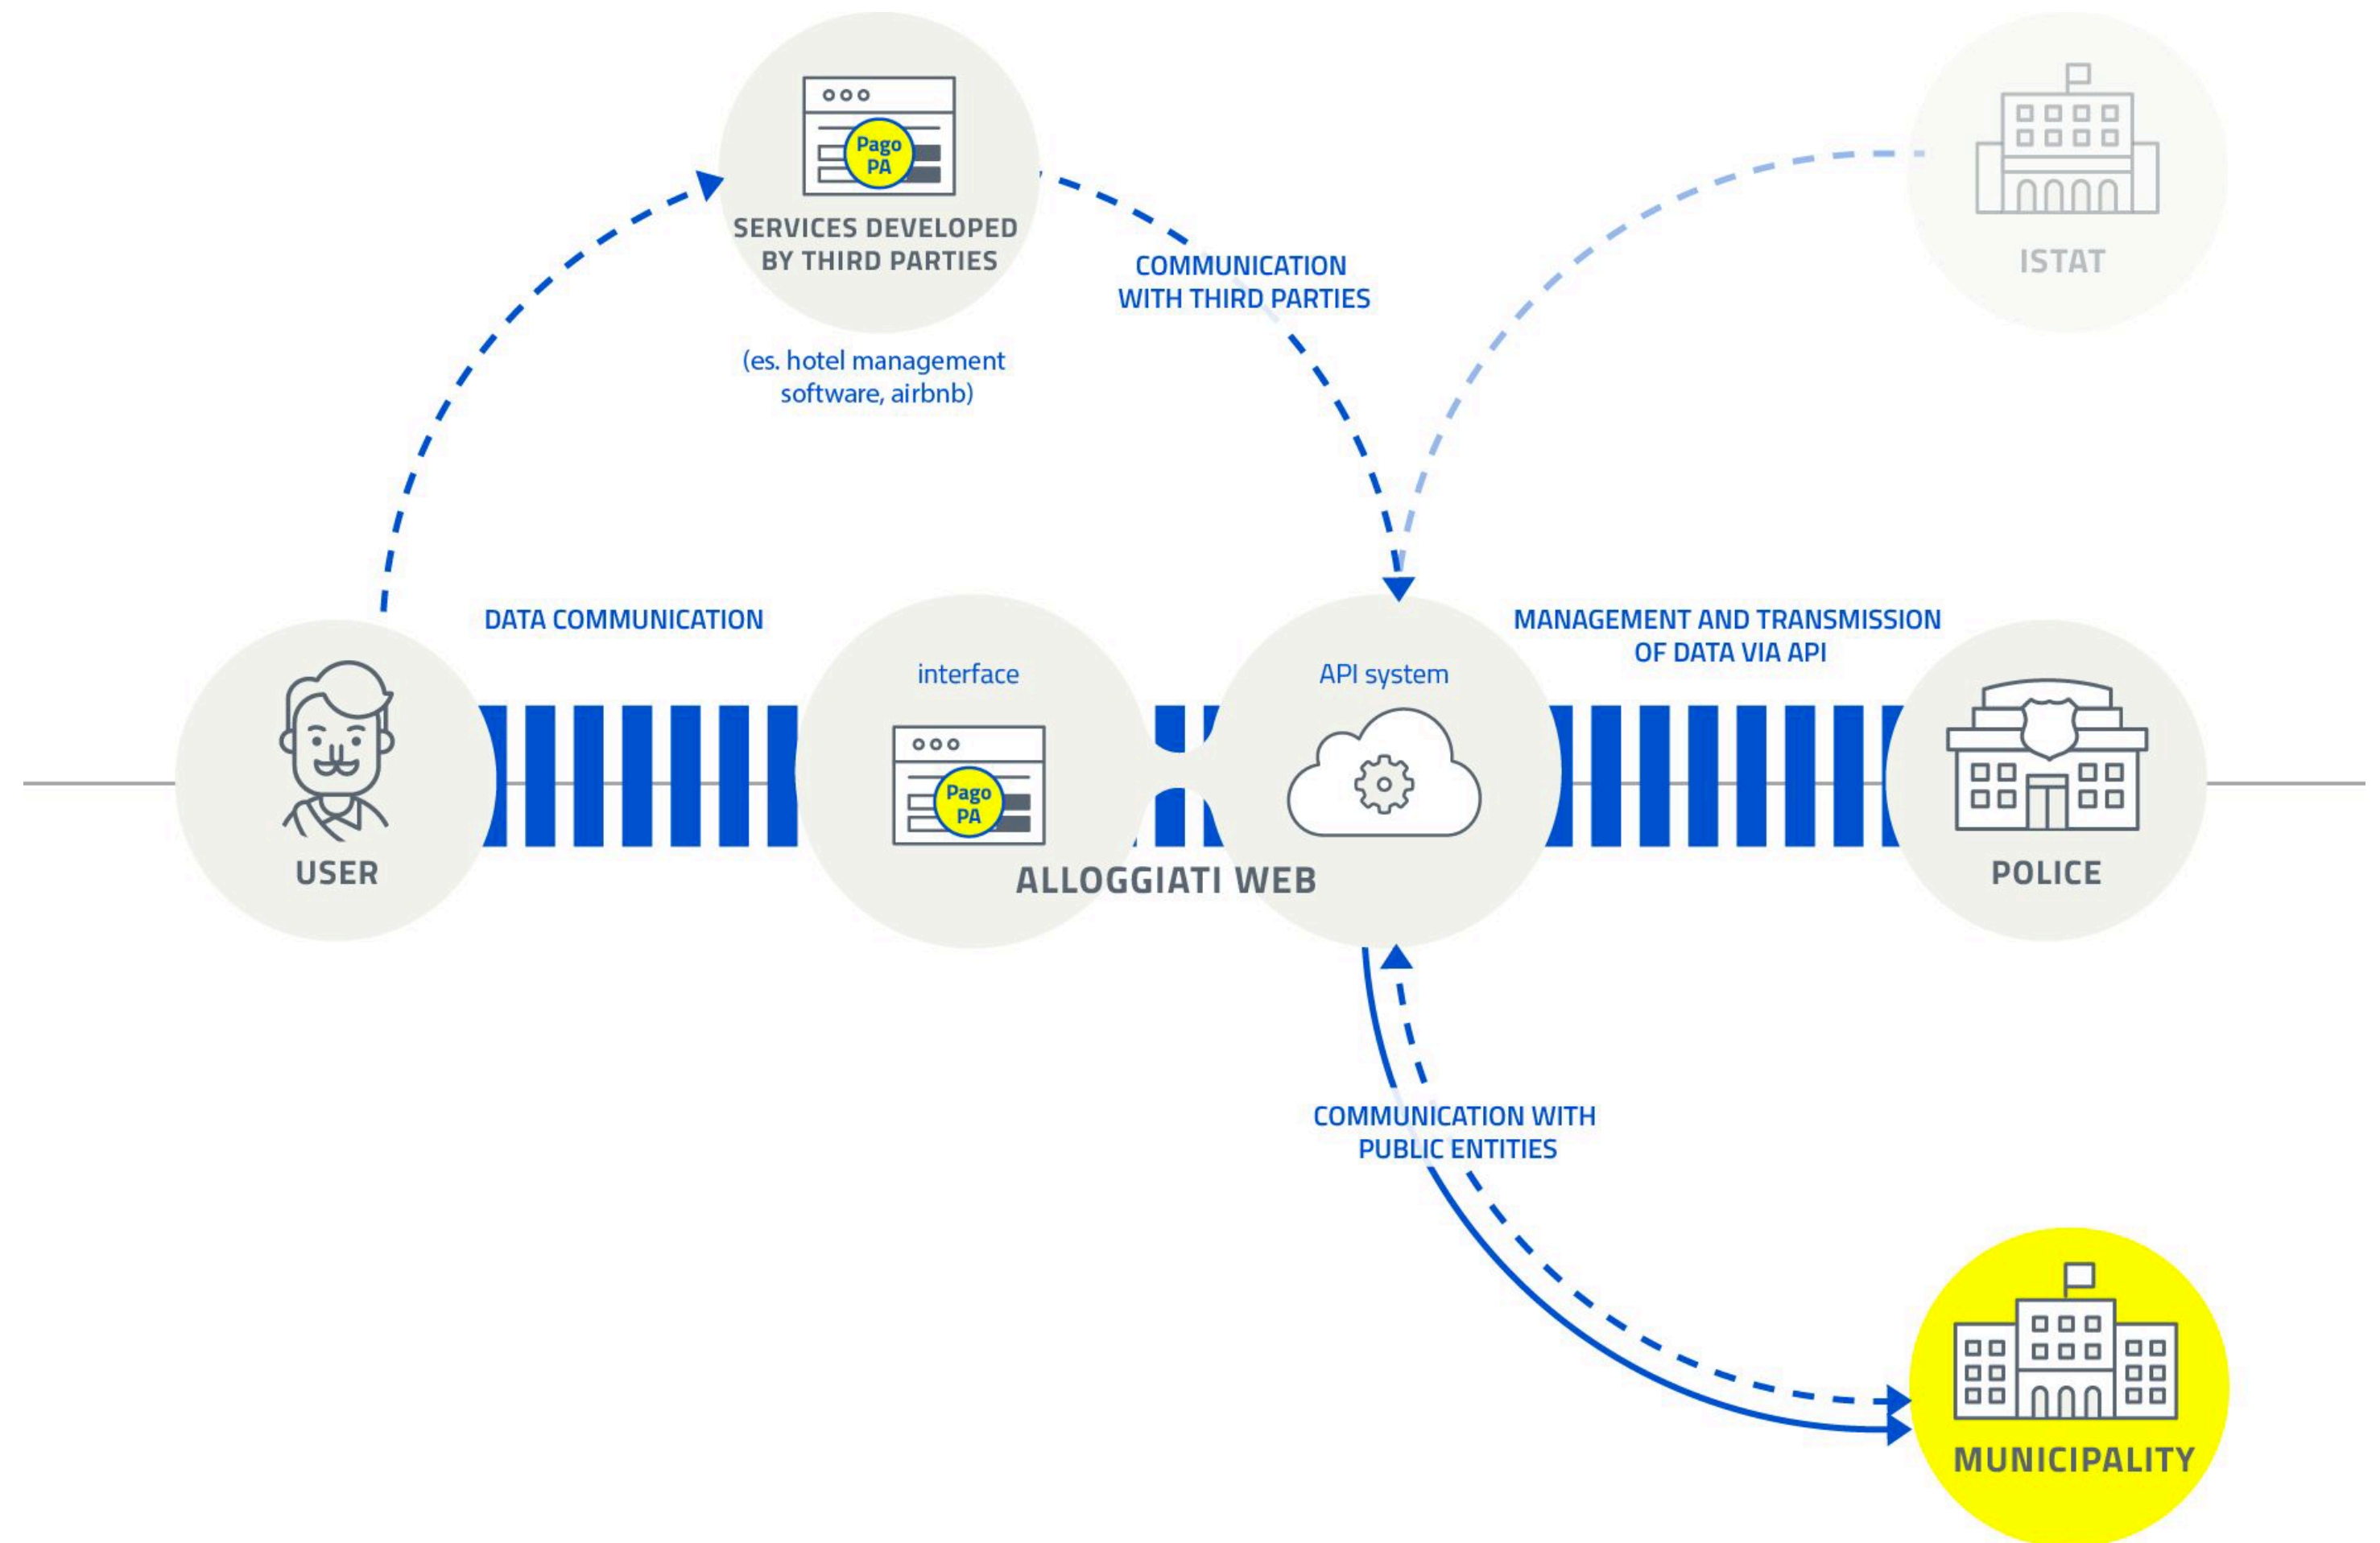 Pago
PA
SERVICES DEVELOPED
BY THIRD PARTIES
(es. hotel management
software, airbnb)
COMMUNICATION
WITH THIRD PARTIES
ISTAT
DATA COMMUNICATION
MANAGEMENT AND TRANSMISSION
OF DATA VIA API
interface
API system
Pago
PA
USER
ALLOGGIATI WEB
POLICE
COMMUNICATION WITH
PUBLIC ENTITIES
MUNICIPALITY